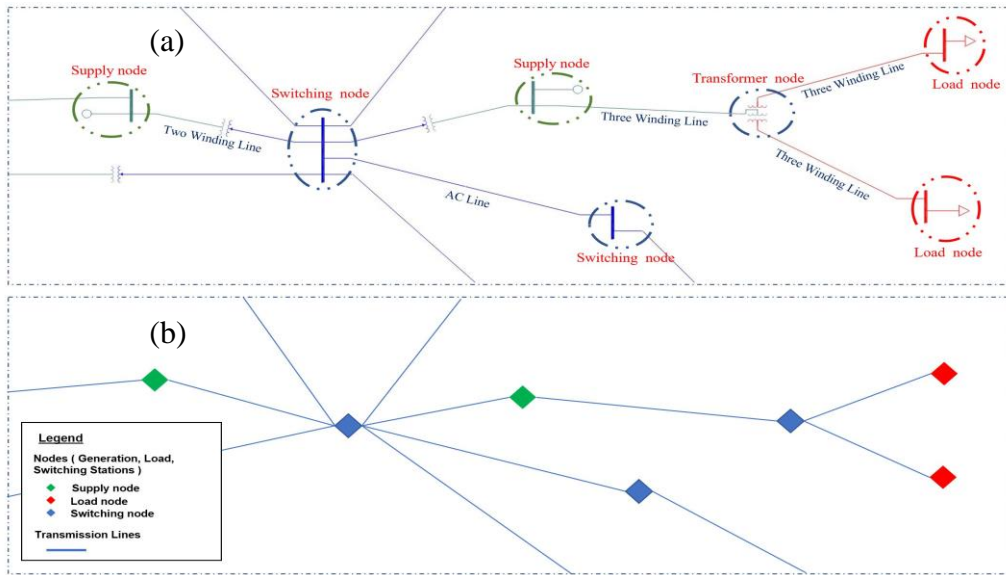 (a)
Supply node
Switching node
Two Winding Line
Supply node
Three Winding Line
Transformer node
Three Winding Line
Load node
Three Winding Line
Load node
AC Line
Switching node
(b)
Legend
Nodes ( Generation, Load,
Switching Stations )
Supply node
Load node
Switching node
Transmission Lines